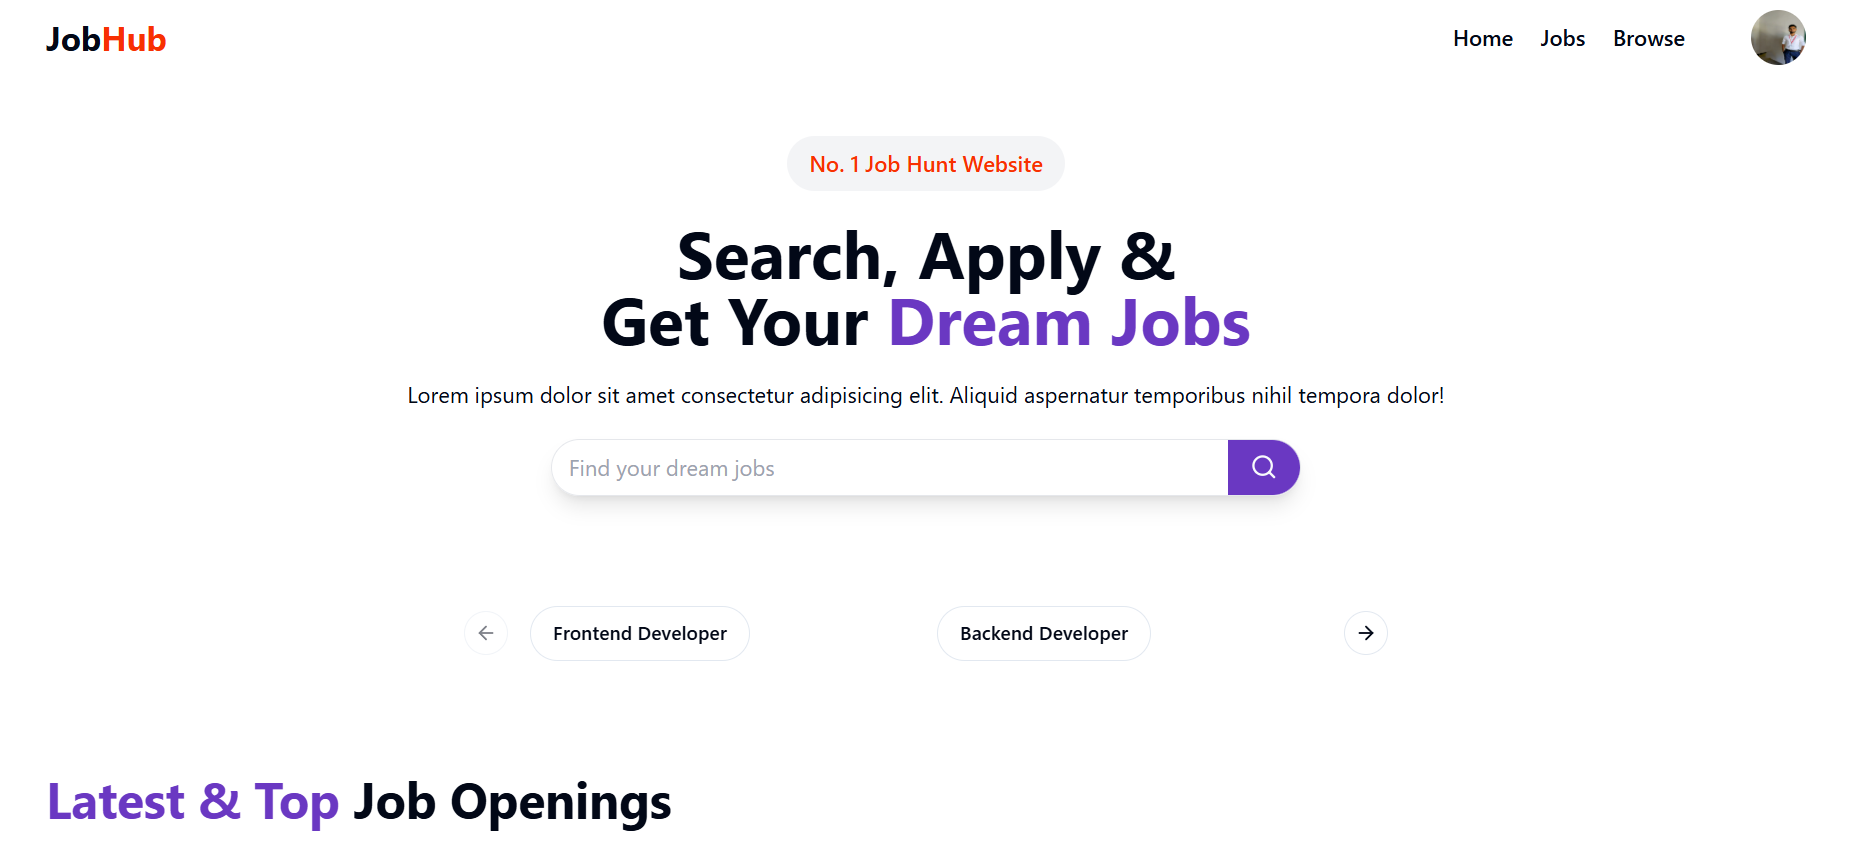 JobHub
Home Jobs Browse
No. 1 Job Hunt Website
Search, Apply &
Get Your Dream Jobs
Lorem ipsum dolor sit amet consectetur adipisicing elit. Aliquid aspernatur temporibus nihil tempora dolor!
Find your dream jobs
Frontend Developer
Backend Developer
Latest & Top Job Openings